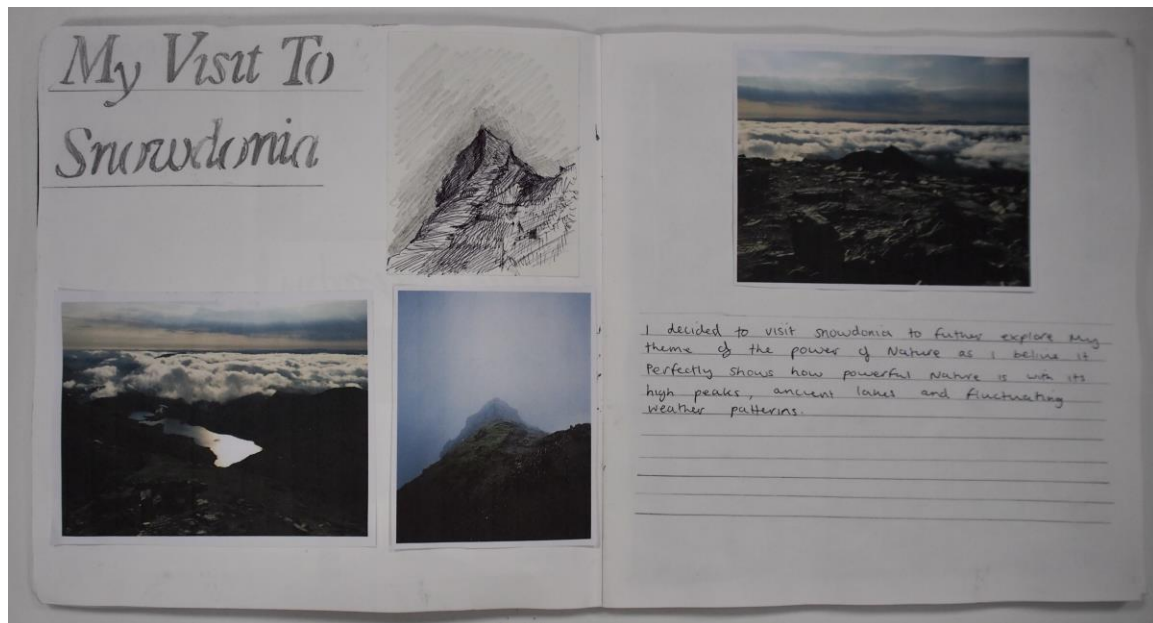 My Visit To
Snowdonia
I decided to visit snowdonia to futher explore my
theme of the power of Nature as I belive it
Perfectly shows how powerful Nature is with its
high peaks, ancient lakes and fluctuating
weather patterins.